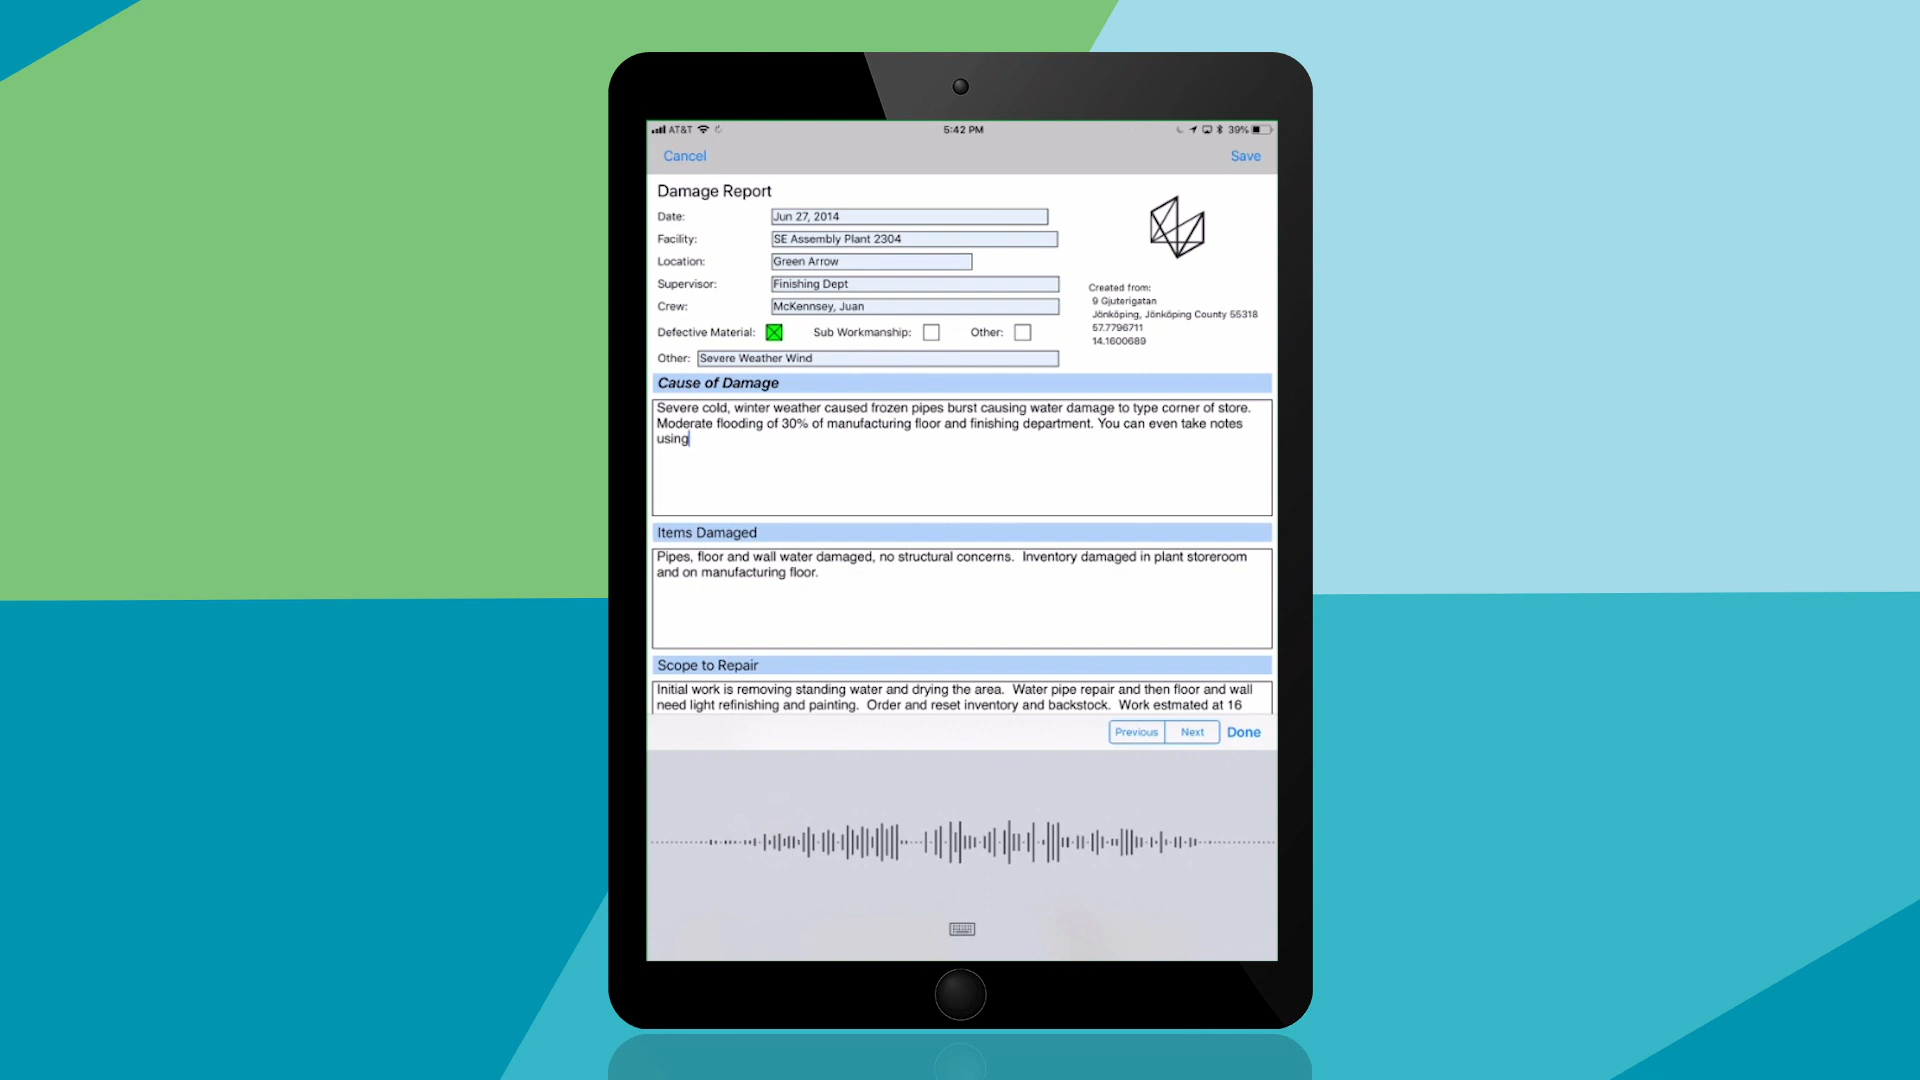 AT&T 5:42 PM 39%
Cancel Save
Damage Report
Date: Jun 27, 2014
Facility: SE Assembly Plant 2304
Location: Green Arrow
Supervisor: Finishing Dept
Crew: McKennsey, Juan
Created from:
9 Gjuterigatan
Jönköping, Jönköping County 55318
57.7796711
14.1600689
Defective Material: Sub Workmanship: Other:
Other: Severe Weather Wind
Cause of Damage
Severe cold, winter weather caused frozen pipes burst causing water damage to type corner of store.
Moderate flooding of 30% of manufacturing floor and finishing department. You can even take notes
using
Items Damaged
Pipes, floor and wall water damaged, no structural concerns. Inventory damaged in plant storeroom
and on manufacturing floor.
Scope to Repair
Initial work is removing standing water and drying the area. Water pipe repair and then floor and wall
need light refinishing and painting. Order and reset inventory and backstock. Work estmated at 16
Previous Next Done